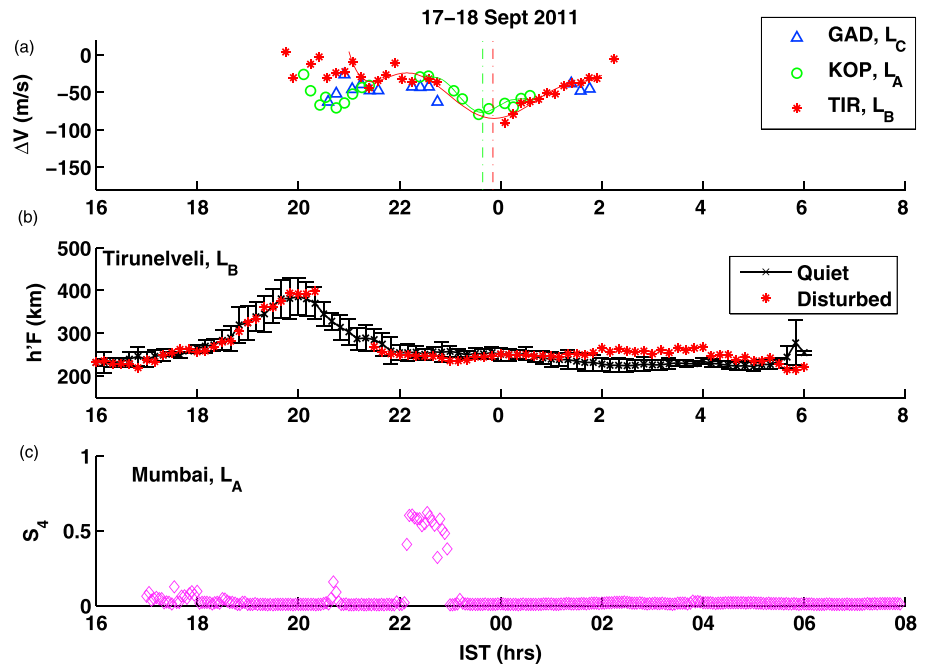 17−18 Sept 2011
(a)
ΔV (m/s)
0
−50
−100
−150
GAD, L_C
KOP, L_A
TIR, L_B
16 18 20 22 0 2 4 6 08
(b)
h'F (km)
500
400
300
200
Tirunelveli, L_B
Quiet
Disturbed
16 18 20 22 0 2 4 6 8
(c)
S_4
1
0.5
0
Mumbai, L_A
16 18 20 22 00 02 04 06 08
IST (hrs)